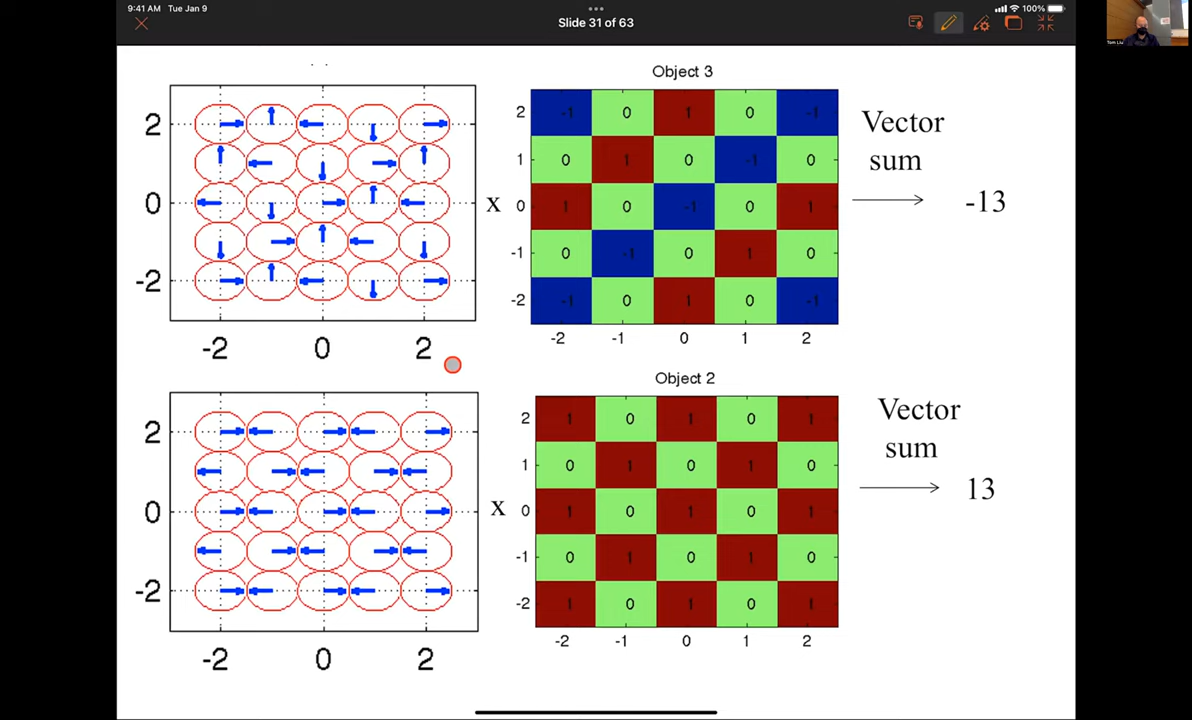 9:41 AM Tue Jan 9
100%
Slide 31 of 63
Object 3
2
0
-2
-2 0 2
x
2
1
0
-1
-2
-1 0 1 0 -1
0 1 0 -1 0
1 0 -1 0 1
0 -1 0 1 0
-1 0 1 0 -1
-2 -1 0 1 2
Vector
sum
-13
Object 2
2
0
-2
-2 0 2
x
2
1
0
-1
-2
1 0 1 0 1
0 1 0 1 0
1 0 1 0 1
0 1 0 1 0
1 0 1 0 1
-2 -1 0 1 2
Vector
sum
13